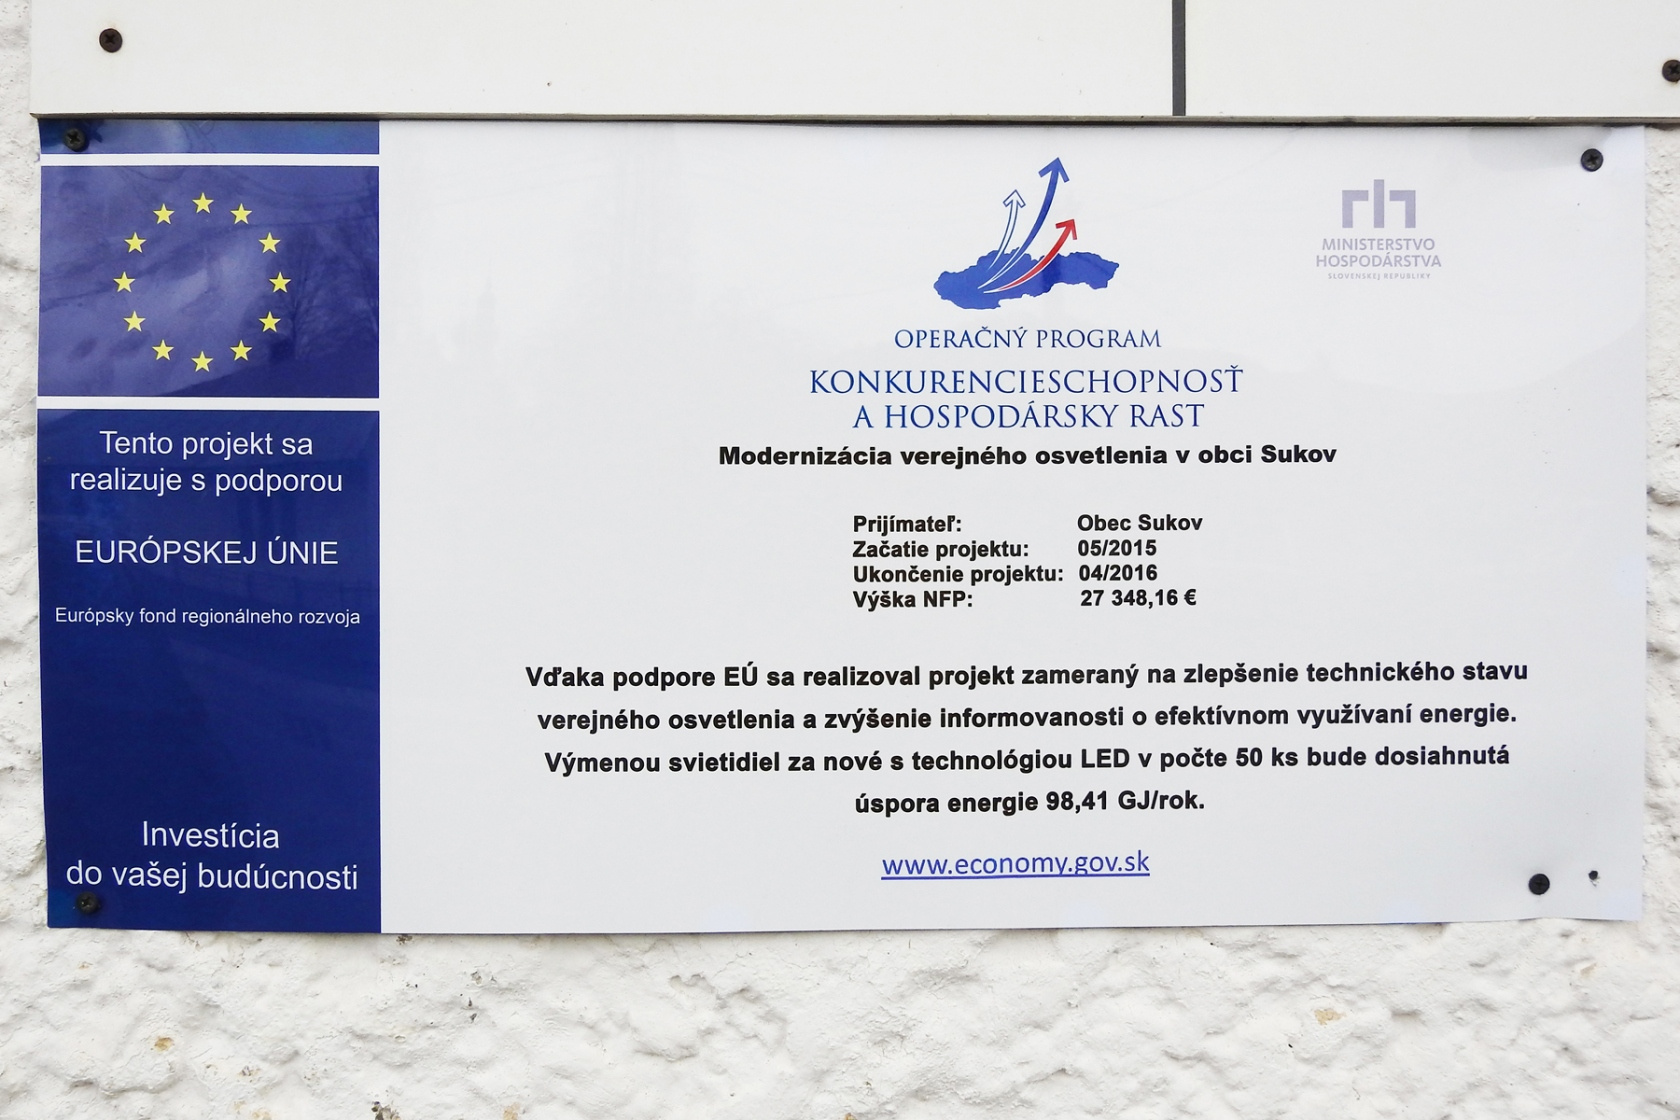 Tento projekt sa
realizuje s podporou
EURÓPSKEJ ÚNIE
Európsky fond regionálneho rozvoja
Investícia
do vašej budúcnosti
MINISTERSTVO
HOSPODÁRSTVA
SLOVENSKEJ REPUBLIKY
OPERAČNÝ PROGRAM
KONKURENCIESCHOPNOSŤ
A HOSPODÁRSKY RAST
Modernizácia verejného osvetlenia v obci Sukov
Prijímateľ: Obec Sukov
Začatie projektu: 05/2015
Ukončenie projektu: 04/2016
Výška NFP: 27 348,16 €
Vďaka podpore EÚ sa realizoval projekt zameraný na zlepšenie technického stavu
verejného osvetlenia a zvýšenie informovanosti o efektívnom využívaní energie.
Výmenou svietidiel za nové s technológiou LED v počte 50 ks bude dosiahnutá
úspora energie 98,41 GJ/rok.
www.economy.gov.sk